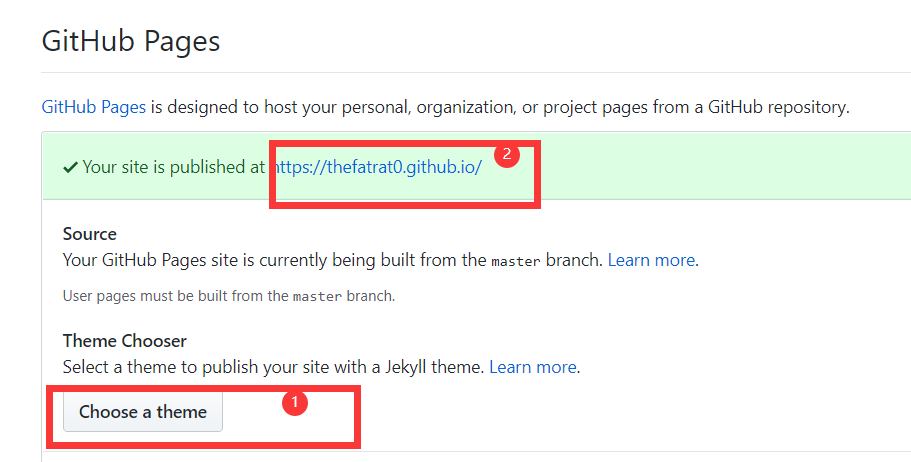 GitHub Pages
GitHub Pages is designed to host your personal, organization, or project pages from a GitHub repository.
Your site is published at https://thefatrat0.github.io/
2
Source
Your GitHub Pages site is currently being built from the master branch. Learn more.
User pages must be built from the master branch.
Theme Chooser
Select a theme to publish your site with a Jekyll theme. Learn more.
Choose a theme
1